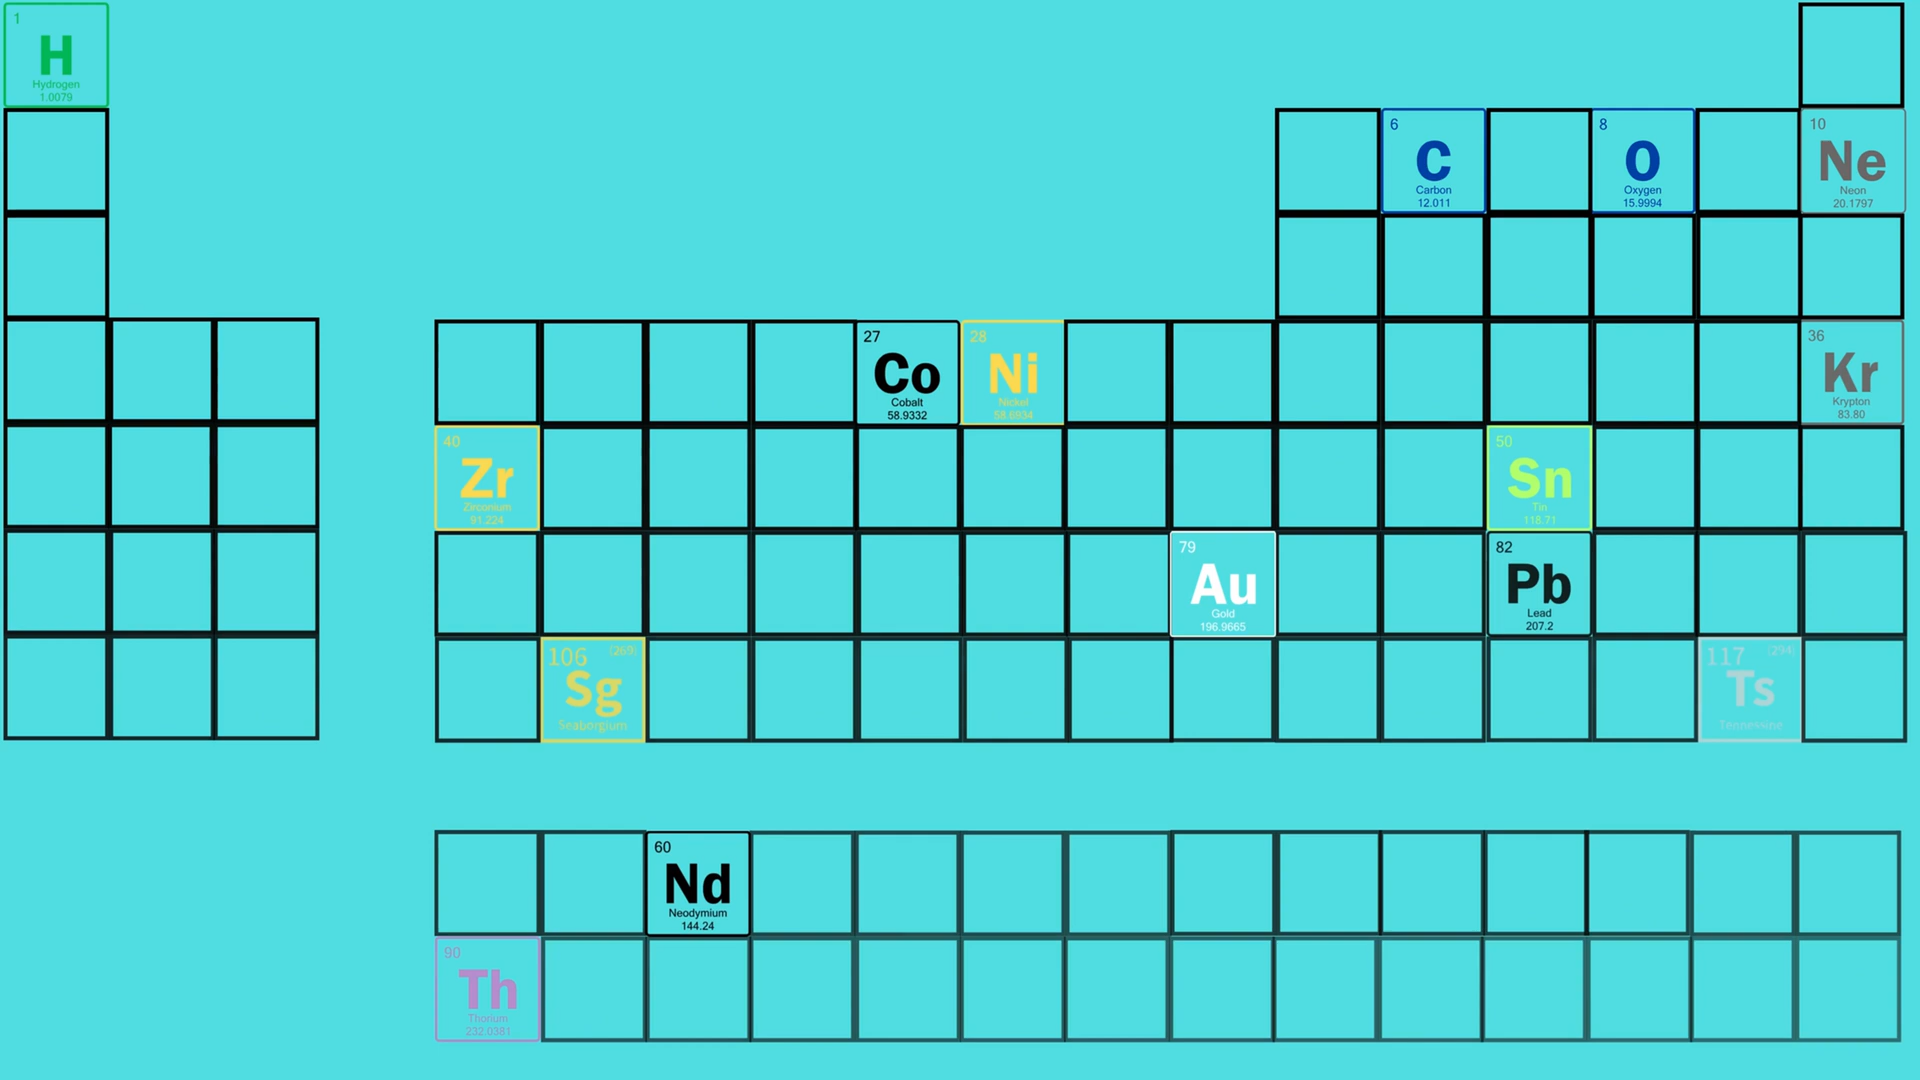 1
H
Hydrogen
1.0079
6
C
Carbon
12.011
8
O
Oxygen
15.9994
10
Ne
Neon
20.1797
27
Co
Cobalt
58.9332
28
Ni
Nickel
58.6934
36
Kr
Krypton
83.80
40
Zr
Zirconium
91.224
50
Sn
Tin
118.71
79
Au
Gold
196.9665
82
Pb
Lead
207.2
106 (269)
Sg
Seaborgium
117 (294)
Ts
Tennessine
60
Nd
Neodymium
144.24
90
Th
Thorium
232.0381